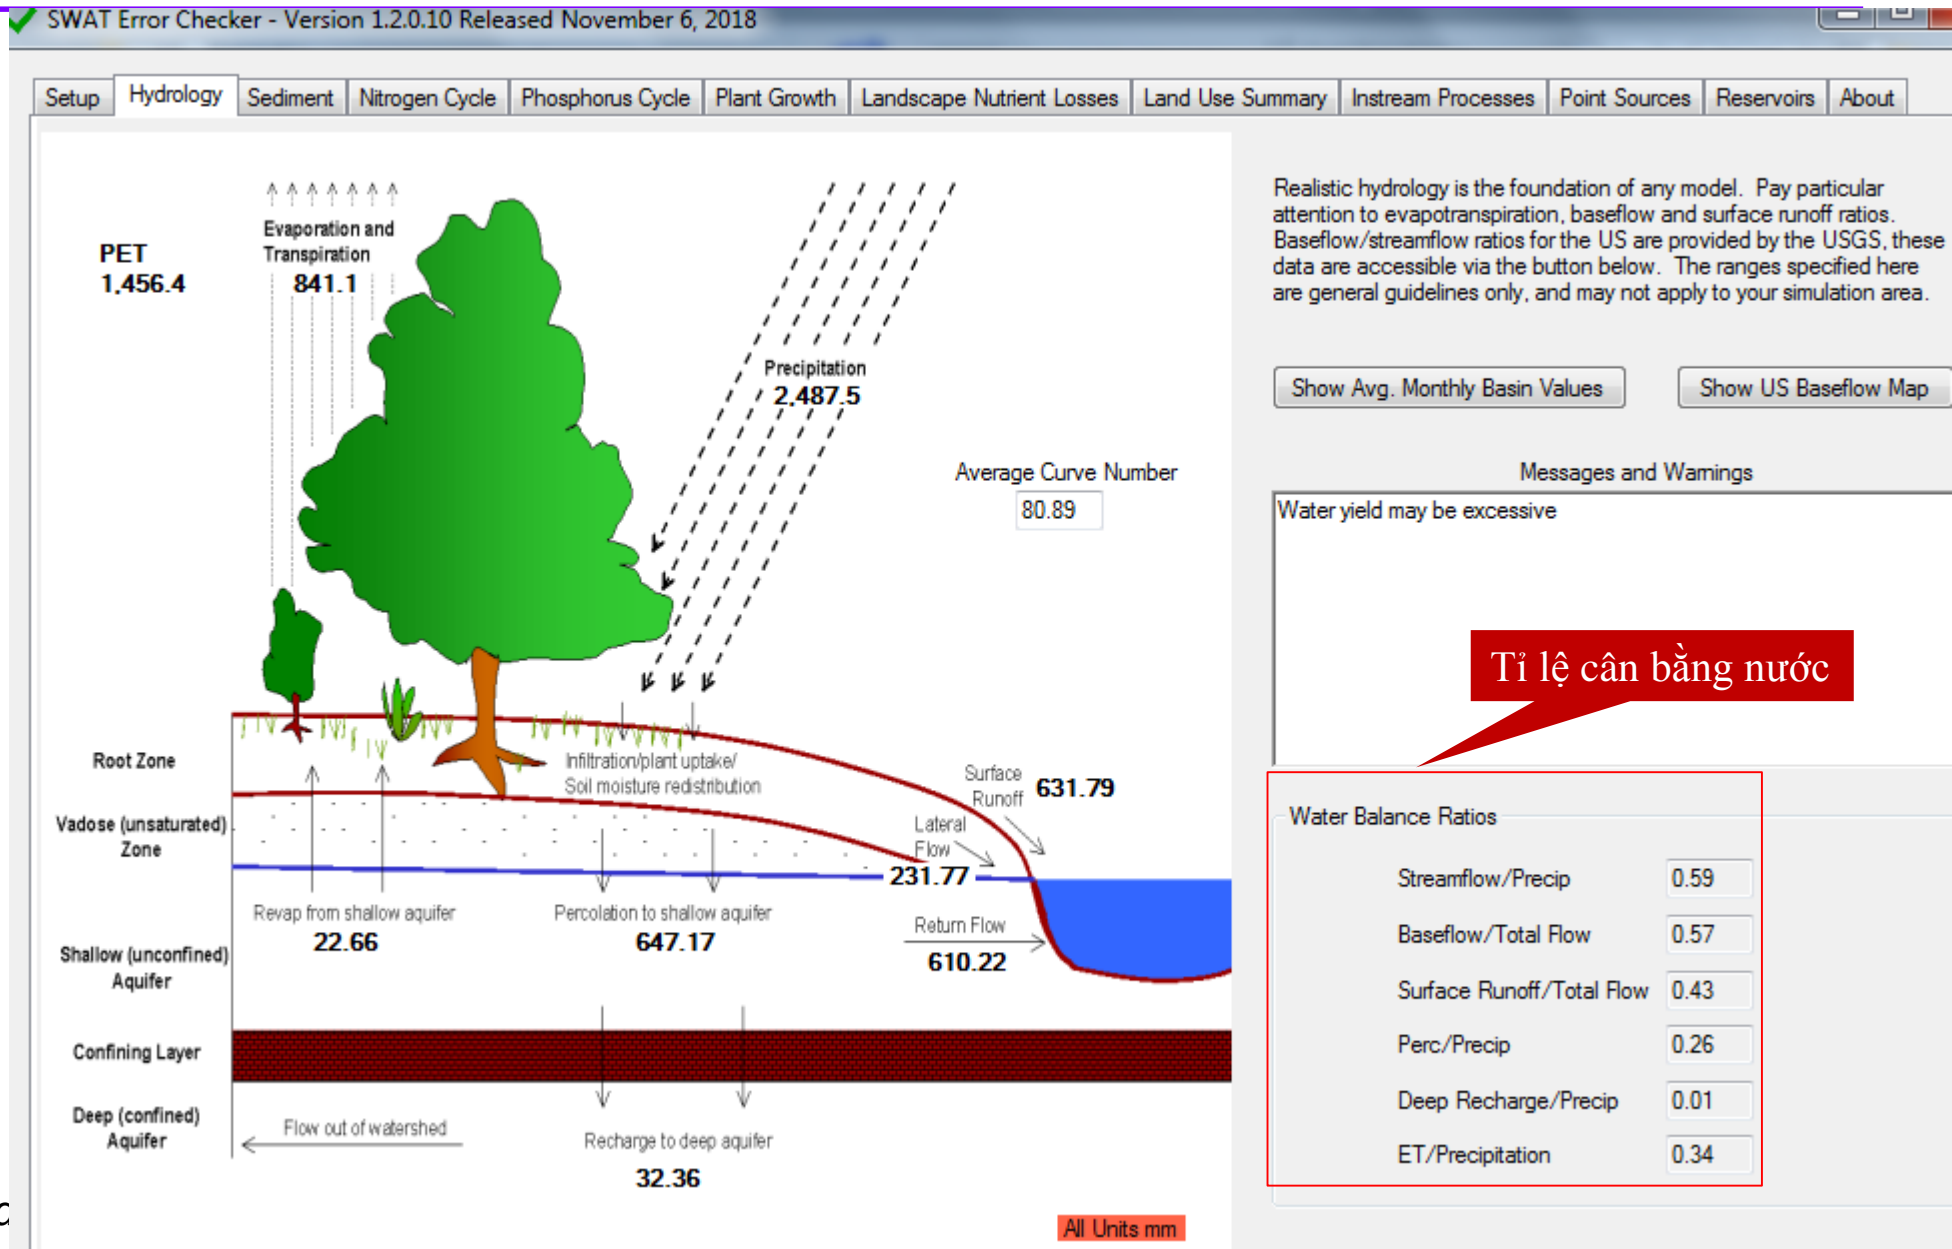 SWAT Error Checker - Version 1.2.0.10 Released November 6, 2018
Setup Hydrology Sediment Nitrogen Cycle Phosphorus Cycle Plant Growth Landscape Nutrient Losses Land Use Summary Instream Processes Point Sources Reservoirs About
PET
1,456.4
Evaporation and
Transpiration
841.1
Precipitation
2,487.5
Average Curve Number
80.89
Root Zone
Infiltration/plant uptake/
Soil moisture redistribution
Surface
Runoff
631.79
Vadose (unsaturated)
Zone
Lateral
Flow
231.77
Revap from shallow aquifer
22.66
Percolation to shallow aquifer
647.17
Return Flow
610.22
Shallow (unconfined)
Aquifer
Confining Layer
Deep (confined)
Aquifer
Flow out of watershed
Recharge to deep aquifer
32.36
All Units mm
Realistic hydrology is the foundation of any model. Pay particular
attention to evapotranspiration, baseflow and surface runoff ratios.
Baseflow/streamflow ratios for the US are provided by the USGS, these
data are accessible via the button below. The ranges specified here
are general guidelines only, and may not apply to your simulation area.
Show Avg. Monthly Basin Values
Show US Baseflow Map
Messages and Warnings
Water yield may be excessive
Tỉ lệ cân bằng nước
Water Balance Ratios
Streamflow/Precip 0.59
Baseflow/Total Flow 0.57
Surface Runoff/Total Flow 0.43
Perc/Precip 0.26
Deep Recharge/Precip 0.01
ET/Precipitation 0.34